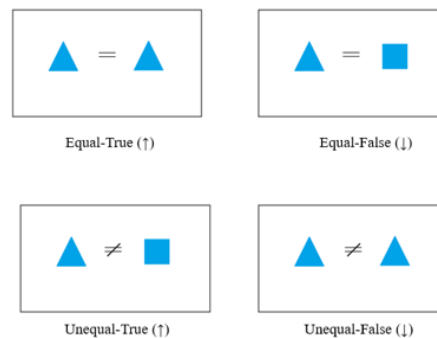 =
Equal-True (↑)
=
Equal-False (↓)
≠
Unequal-True (↑)
≠
Unequal-False (↓)